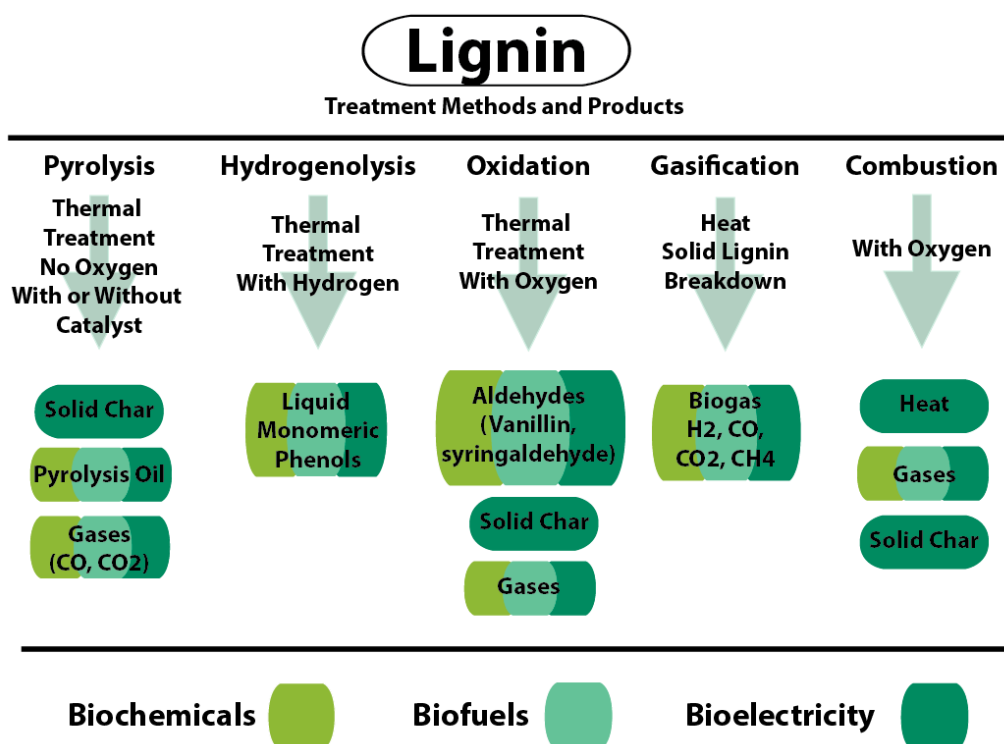 Lignin
Treatment Methods and Products
Pyrolysis
Thermal
Treatment
No Oxygen
With or Without
Catalyst
Solid Char
Pyrolysis Oil
Gases
(CO, CO2)
Hydrogenolysis
Thermal
Treatment
With Hydrogen
Liquid
Monomeric
Phenols
Oxidation
Thermal
Treatment
With Oxygen
Aldehydes
(Vanillin,
syringaldehyde)
Solid Char
Gases
Gasification
Heat
Solid Lignin
Breakdown
Biogas
H2, CO,
CO2, CH4
Combustion
With Oxygen
Heat
Gases
Solid Char
Biochemicals
Biofuels
Bioelectricity